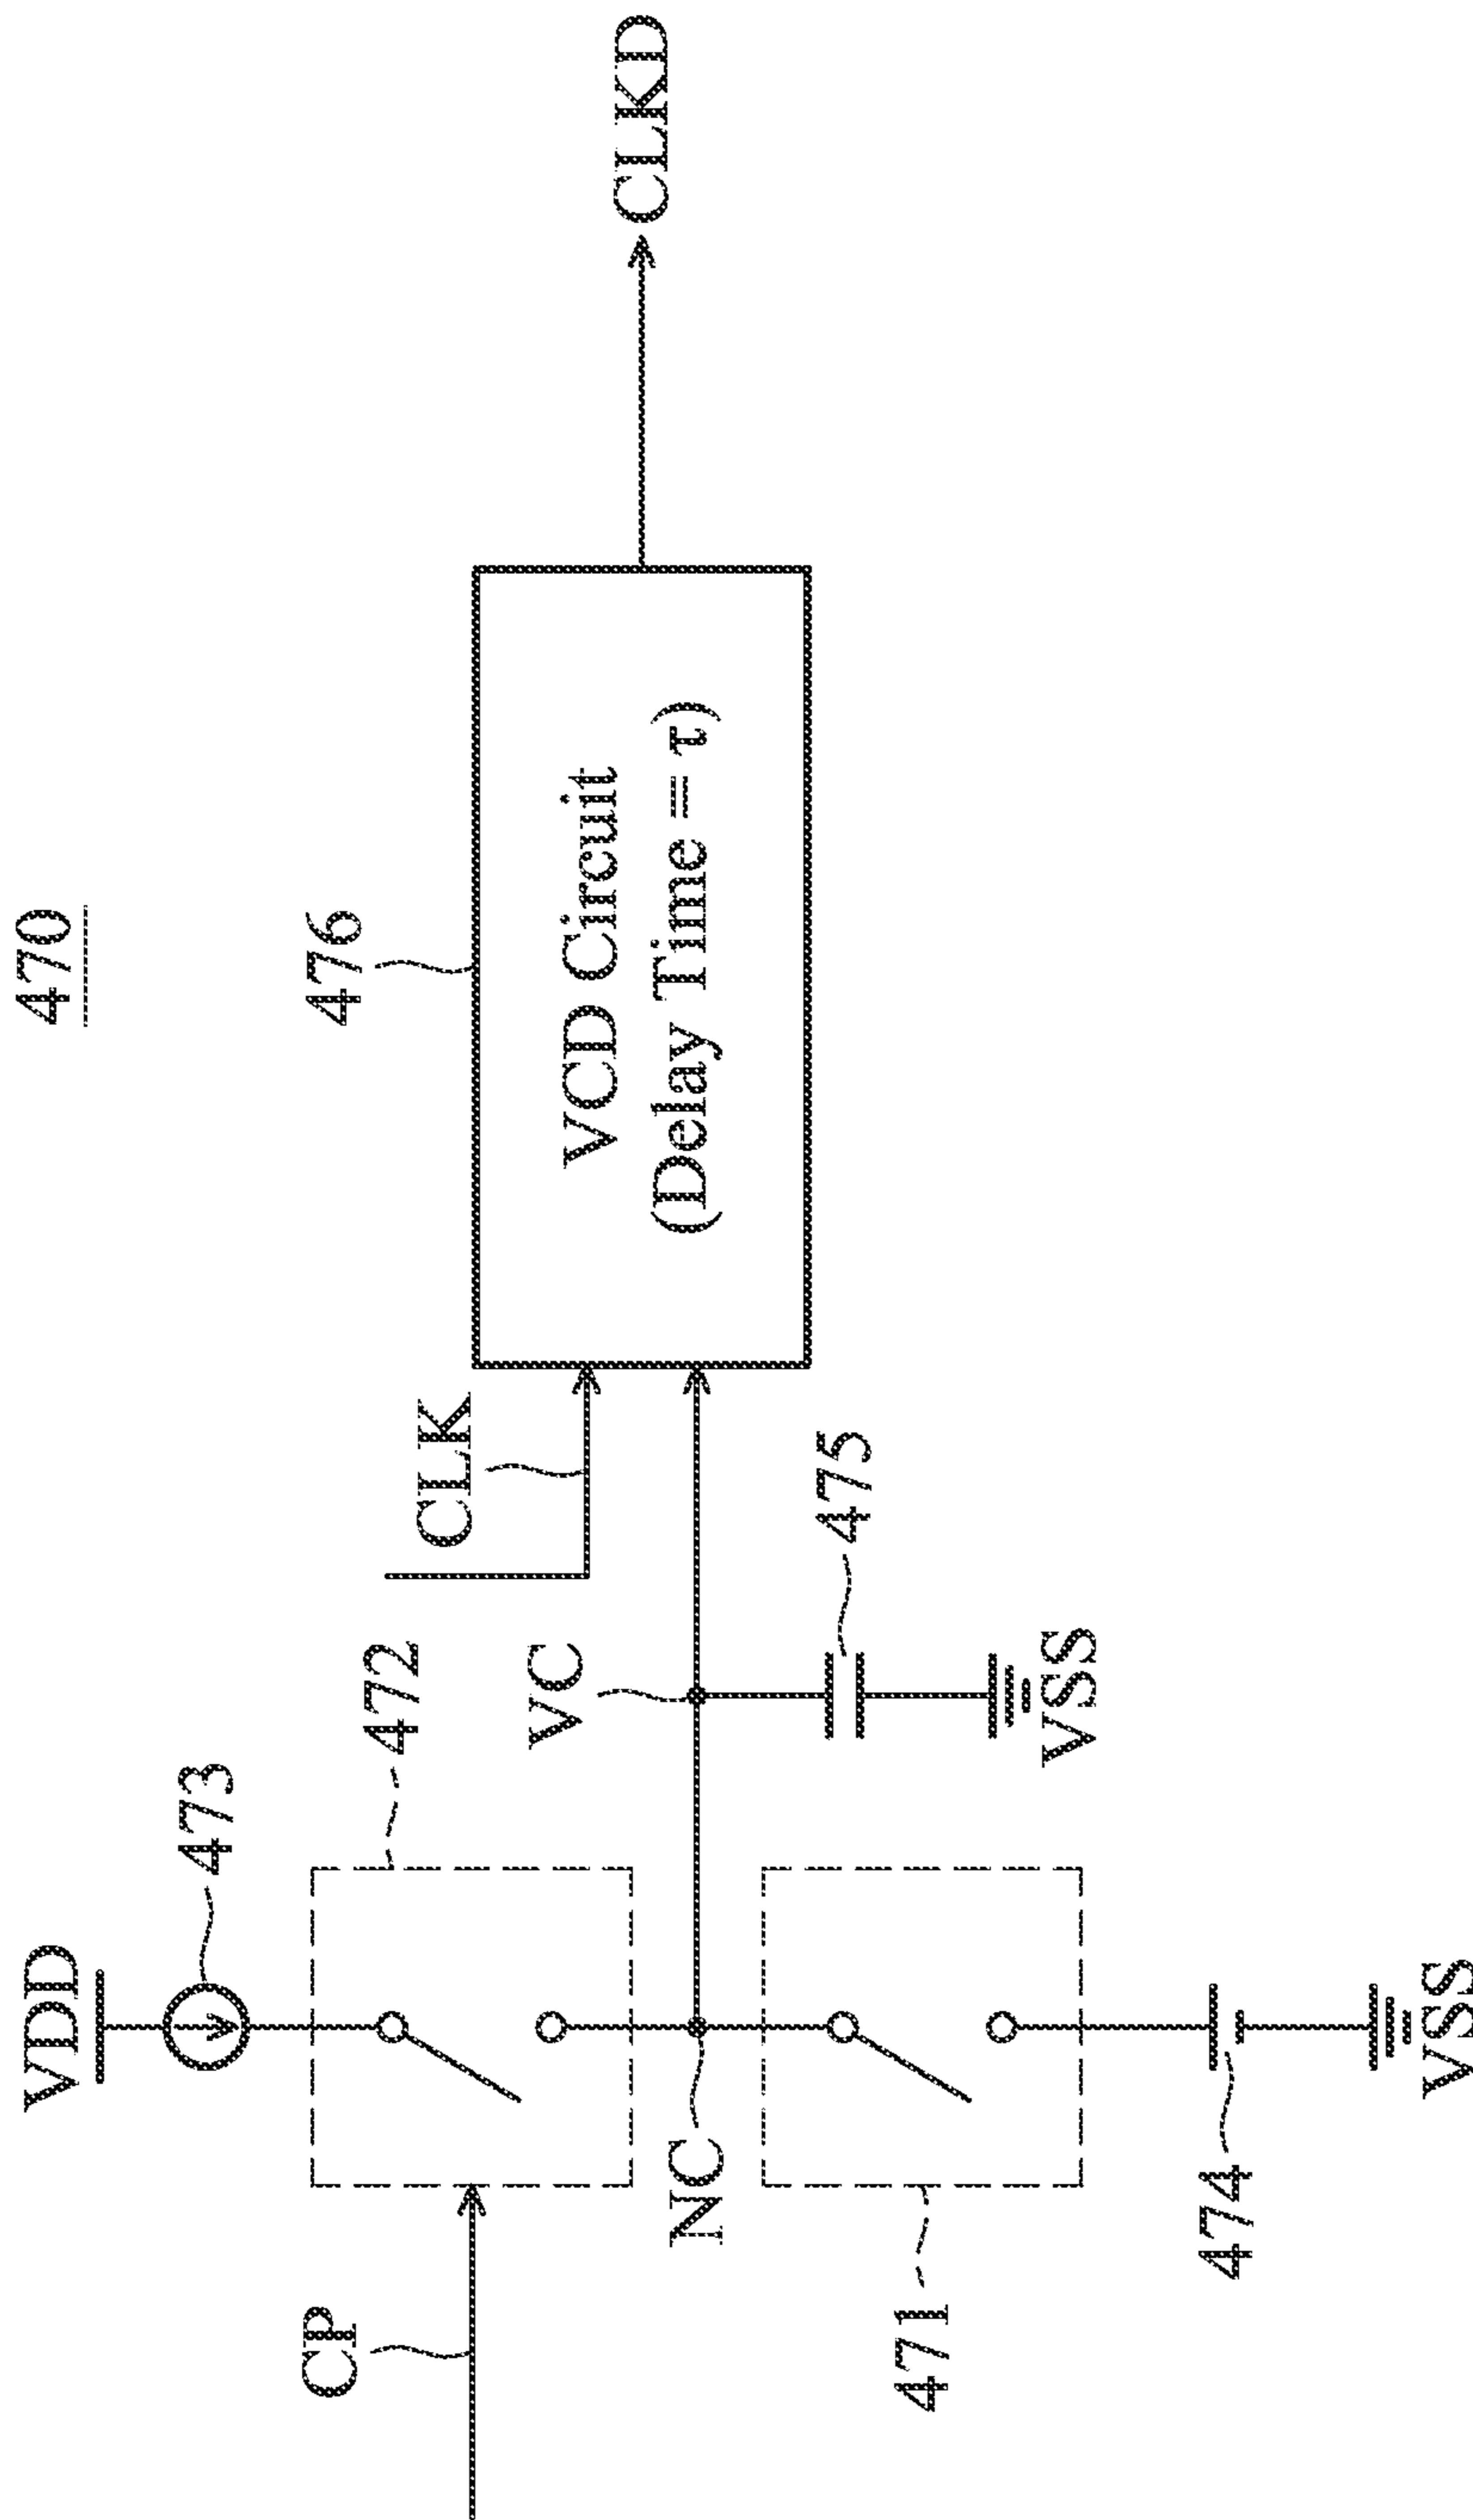 470
VDD
473
472
CP
476
CLK
VC
VCD Circuit
(Delay Time = τ)
CLKD
NC
475
471
VSS
474
VSS